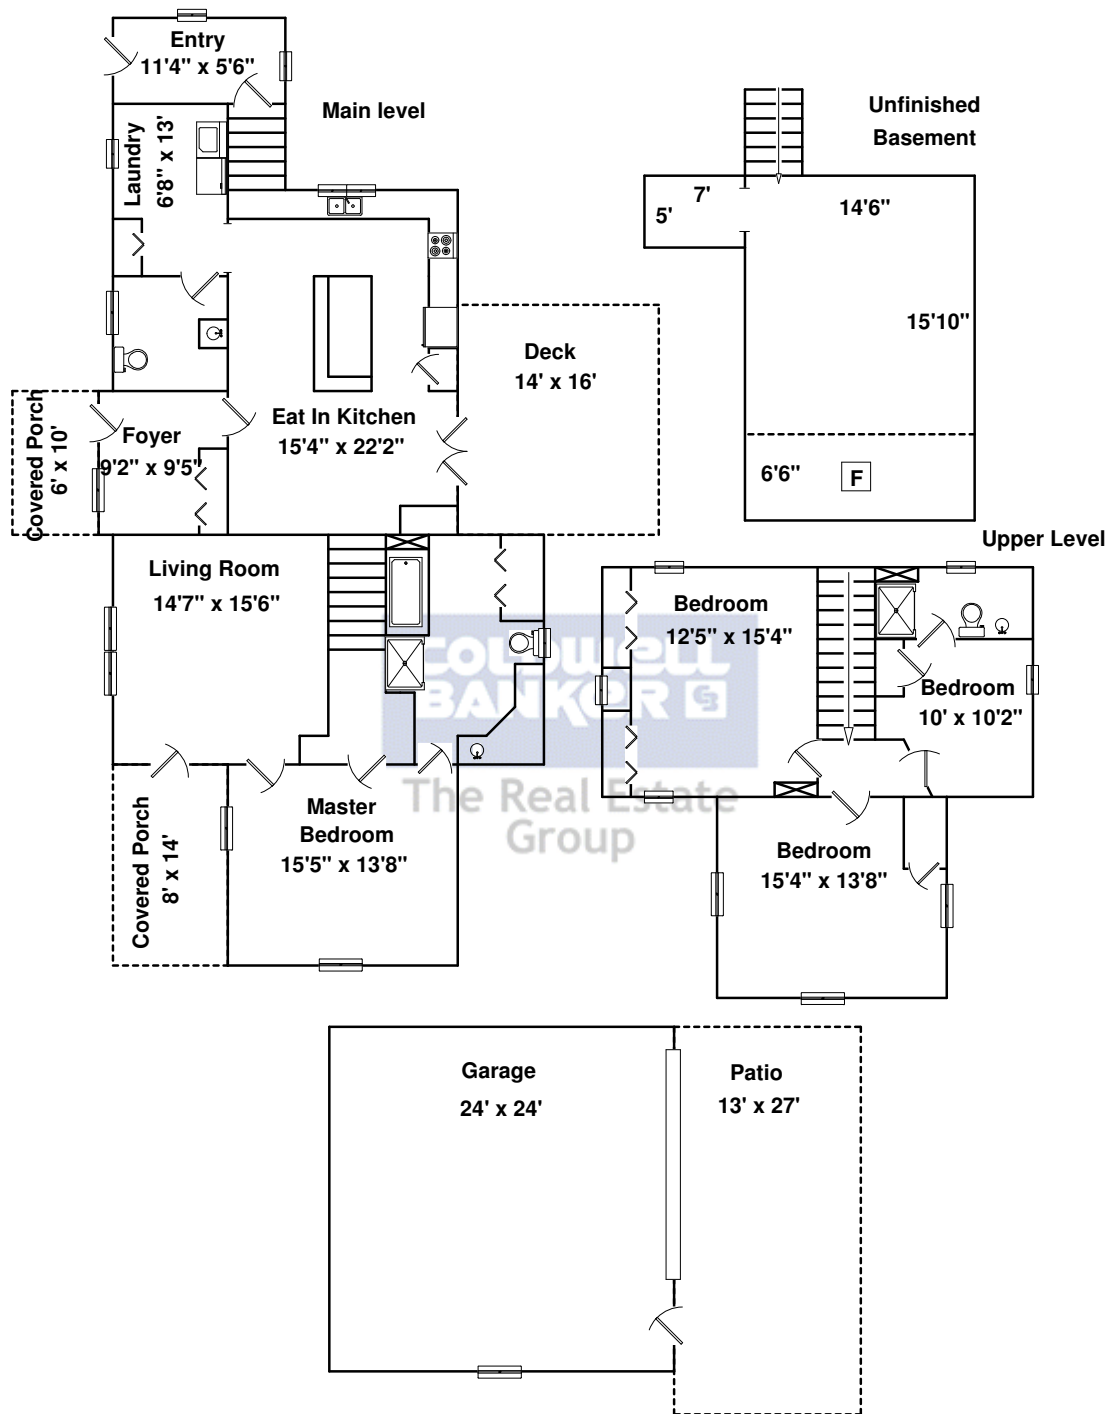 Entry
11'4" x 5'6"
Main level
Laundry
6'8" x 13'
Deck
14' x 16'
Covered Porch
6' x 10'
Foyer
9'2" x 9'5"
Eat In Kitchen
15'4" x 22'2"
Living Room
14'7" x 15'6"
Master
Bedroom
15'5" x 13'8"
Covered Porch
8' x 14'
Unfinished
Basement
7'
5'
14'6"
15'10"
6'6"
F
Upper Level
Bedroom
12'5" x 15'4"
Bedroom
10' x 10'2"
Bedroom
15'4" x 13'8"
COLDWELL
BANKER CB
The Real Estate
Group
Garage
24' x 24'
Patio
13' x 27'